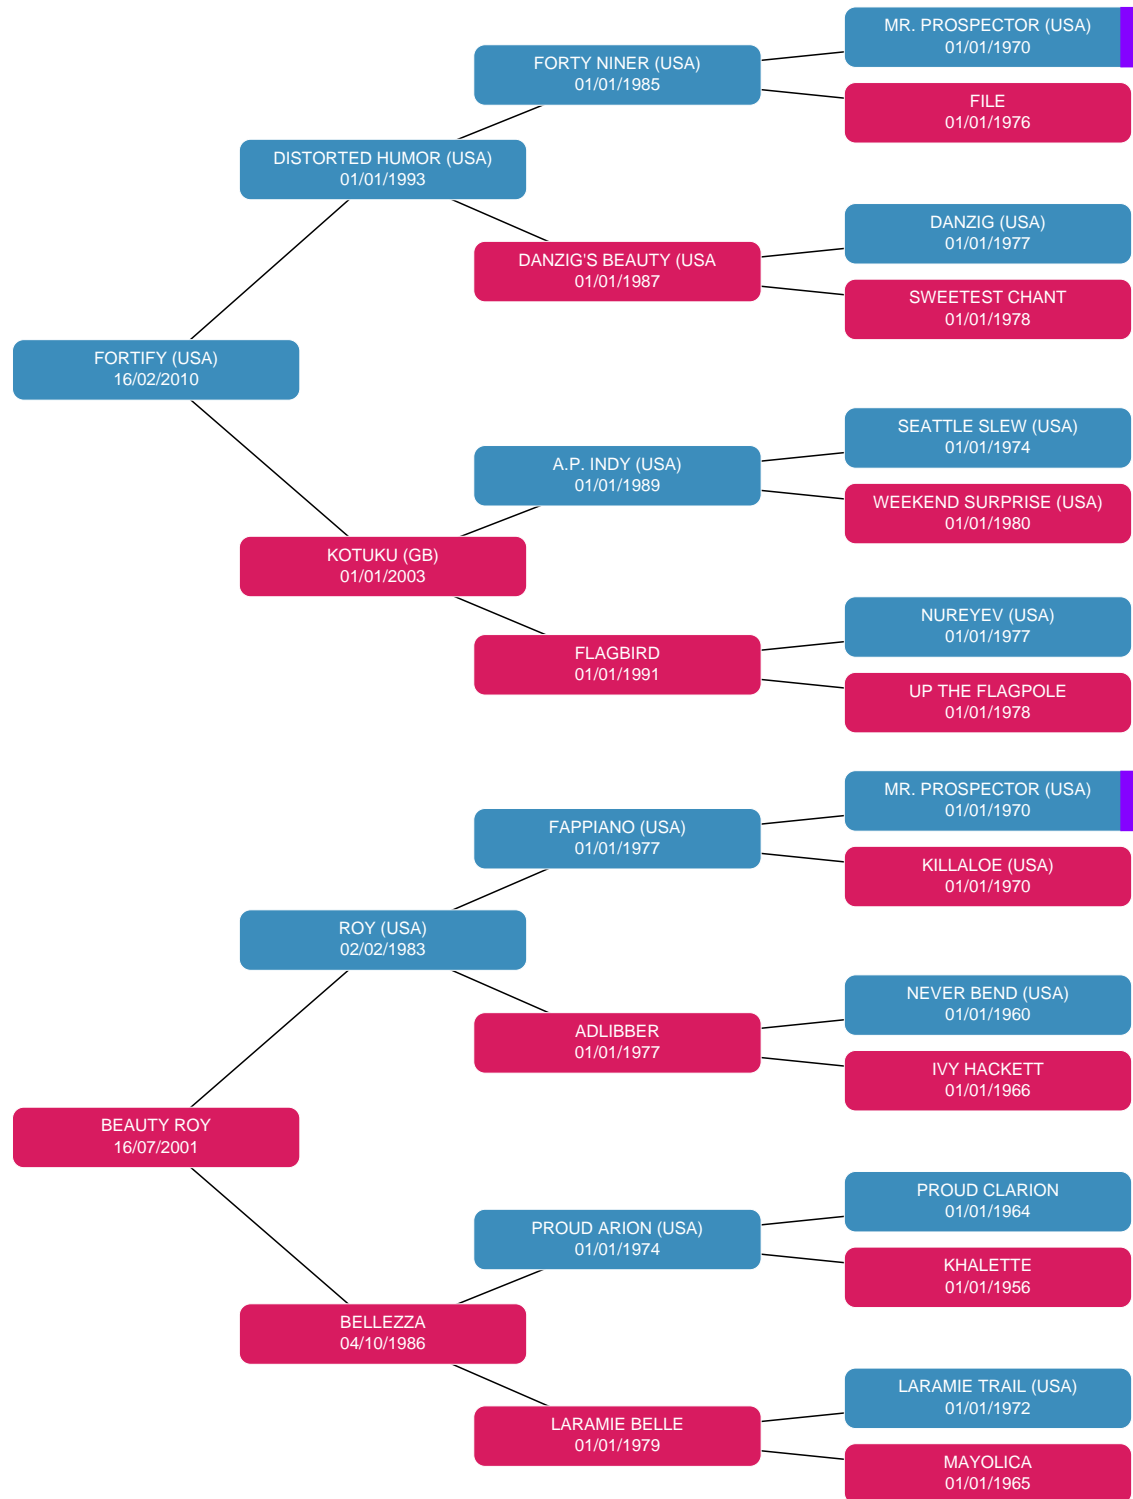 MR. PROSPECTOR (USA)
01/01/1970
FORTY NINER (USA)
01/01/1985
FILE
01/01/1976
DISTORTED HUMOR (USA)
01/01/1993
DANZIG (USA)
01/01/1977
DANZIG'S BEAUTY (USA
01/01/1987
SWEETEST CHANT
01/01/1978
FORTIFY (USA)
16/02/2010
SEATTLE SLEW (USA)
01/01/1974
A.P. INDY (USA)
01/01/1989
WEEKEND SURPRISE (USA)
01/01/1980
KOTUKU (GB)
01/01/2003
NUREYEV (USA)
01/01/1977
FLAGBIRD
01/01/1991
UP THE FLAGPOLE
01/01/1978
MR. PROSPECTOR (USA)
01/01/1970
FAPPIANO (USA)
01/01/1977
KILLALOE (USA)
01/01/1970
ROY (USA)
02/02/1983
NEVER BEND (USA)
01/01/1960
ADLIBBER
01/01/1977
IVY HACKETT
01/01/1966
BEAUTY ROY
16/07/2001
PROUD CLARION
01/01/1964
PROUD ARION (USA)
01/01/1974
KHALETTE
01/01/1956
BELLEZZA
04/10/1986
LARAMIE TRAIL (USA)
01/01/1972
LARAMIE BELLE
01/01/1979
MAYOLICA
01/01/1965